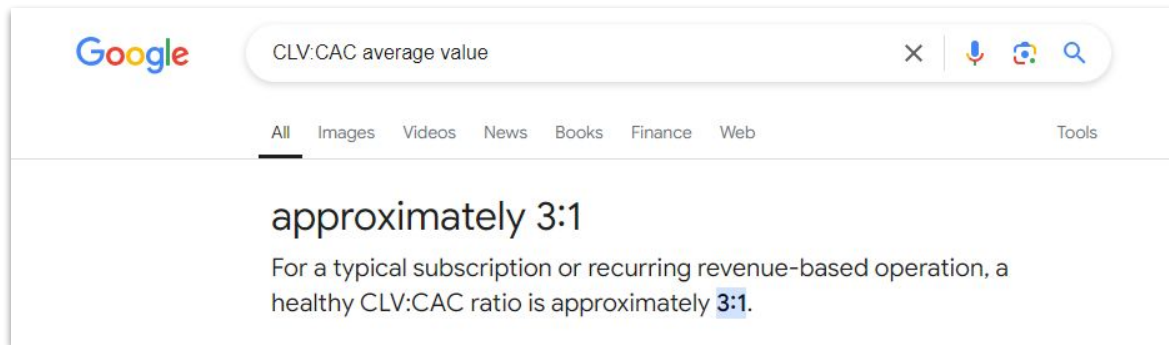 Google
CLV:CAC average value
All Images Videos News Books Finance Web Tools
approximately 3:1
For a typical subscription or recurring revenue-based operation, a
healthy CLV:CAC ratio is approximately 3:1.